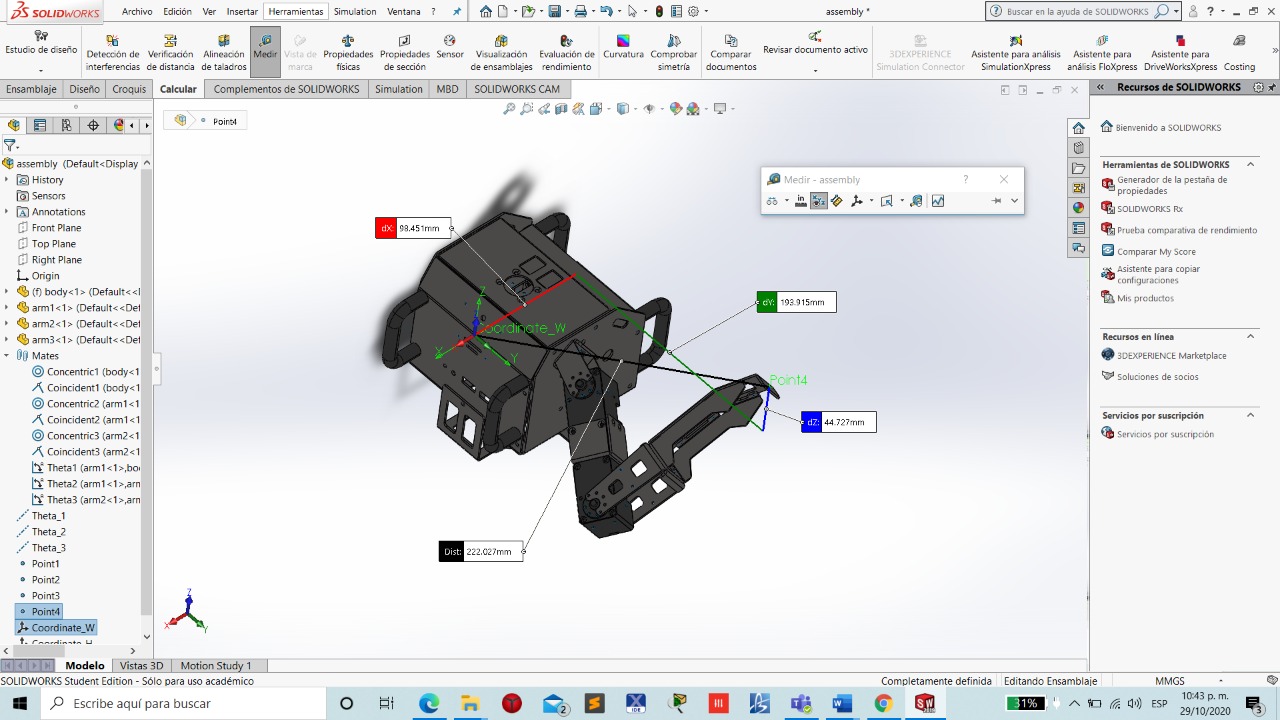 SOLIDWORKS
Archivo Edición Ver Insertar Herramientas Simulation Ventana ?
assembly *
Buscar en la ayuda de SOLIDWORKS
Estudio de diseño
Detección de interferencias
Verificación de distancia
Alineación de taladros
Medir
Vista de marca
Propiedades físicas
Propiedades de sección
Sensor
Visualización de ensamblajes
Evaluación de rendimiento
Curvatura
Comprobar simetría
Comparar documentos
Revisar documento activo
3DEXPERIENCE Simulation Connector
Asistente para análisis SimulationXpress
Asistente para análisis FloXpress
Asistente para DriveWorksXpress
Costing
Ensamblaje Diseño Croquis Calcular Complementos de SOLIDWORKS Simulation MBD SOLIDWORKS CAM
Point4
assembly (Default<Display
History
Sensors
Annotations
Front Plane
Top Plane
Right Plane
Origin
(f) body<1> (Default<<De
arm1<1> (Default<<Def
arm2<1> (Default<<Def
arm3<1> (Default<<Def
Mates
Concentric1 (body<1
Coincident1 (body<1
Concentric2 (arm1<1
Coincident2 (arm1<1
Concentric3 (arm2<1
Coincident3 (arm2<1
Theta1 (arm1<1>,bo
Theta2 (arm1<1>,arm
Theta3 (arm2<1>,arm
Theta_1
Theta_2
Theta_3
Point1
Point2
Point3
Point4
Coordinate_W
Coordinate_H
Medir - assembly
?
in
dX: 98.451mm
dY: 193.915mm
dZ: 44.727mm
Dist: 222.027mm
Z
Coordinate_W
X
Y
Point4
Z
X
Y
Recursos de SOLIDWORKS
Bienvenido a SOLIDWORKS
Herramientas de SOLIDWORKS
Generador de la pestaña de propiedades
SOLIDWORKS Rx
Prueba comparativa de rendimiento
Comparar My Score
Asistente para copiar configuraciones
Mis productos
Recursos en línea
3DEXPERIENCE Marketplace
Soluciones de socios
Servicios por suscripción
Servicios por suscripción
Modelo Vistas 3D Motion Study 1
SOLIDWORKS Student Edition - Sólo para uso académico
Completamente definida Editando Ensamblaje MMGS
Escribe aquí para buscar
31%
ESP
10:43 p. m.
29/10/2020